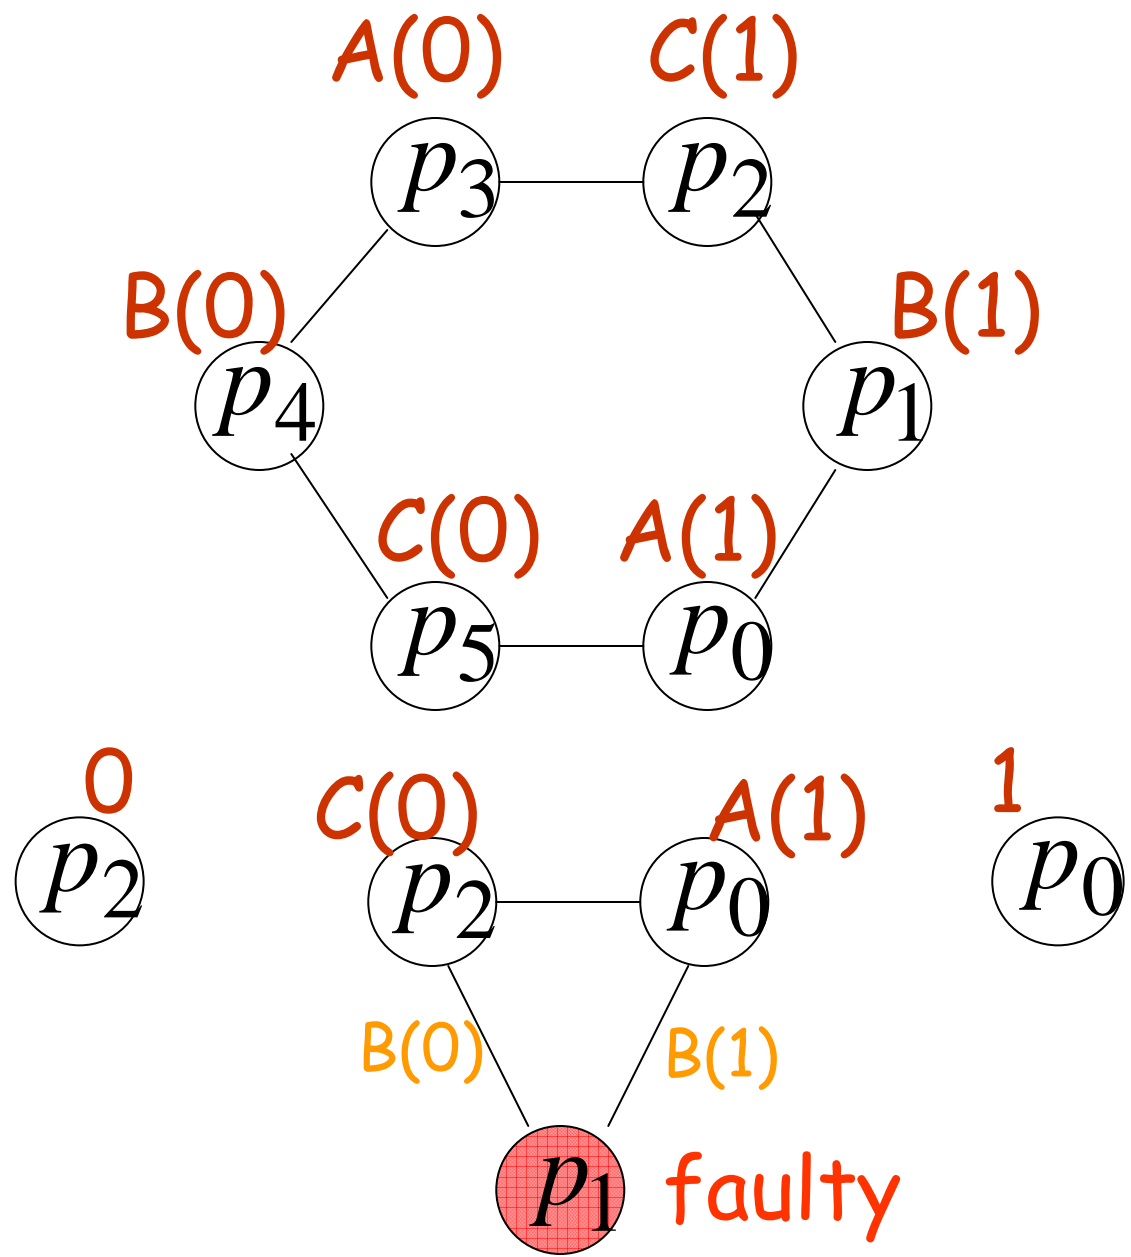 A(0) C(1)
p3 p2
B(0) B(1)
p4 p1
C(0) A(1)
p5 p0
0 C(0) A(1) 1
p2 p2 p0 p0
B(0) B(1)
p1 faulty